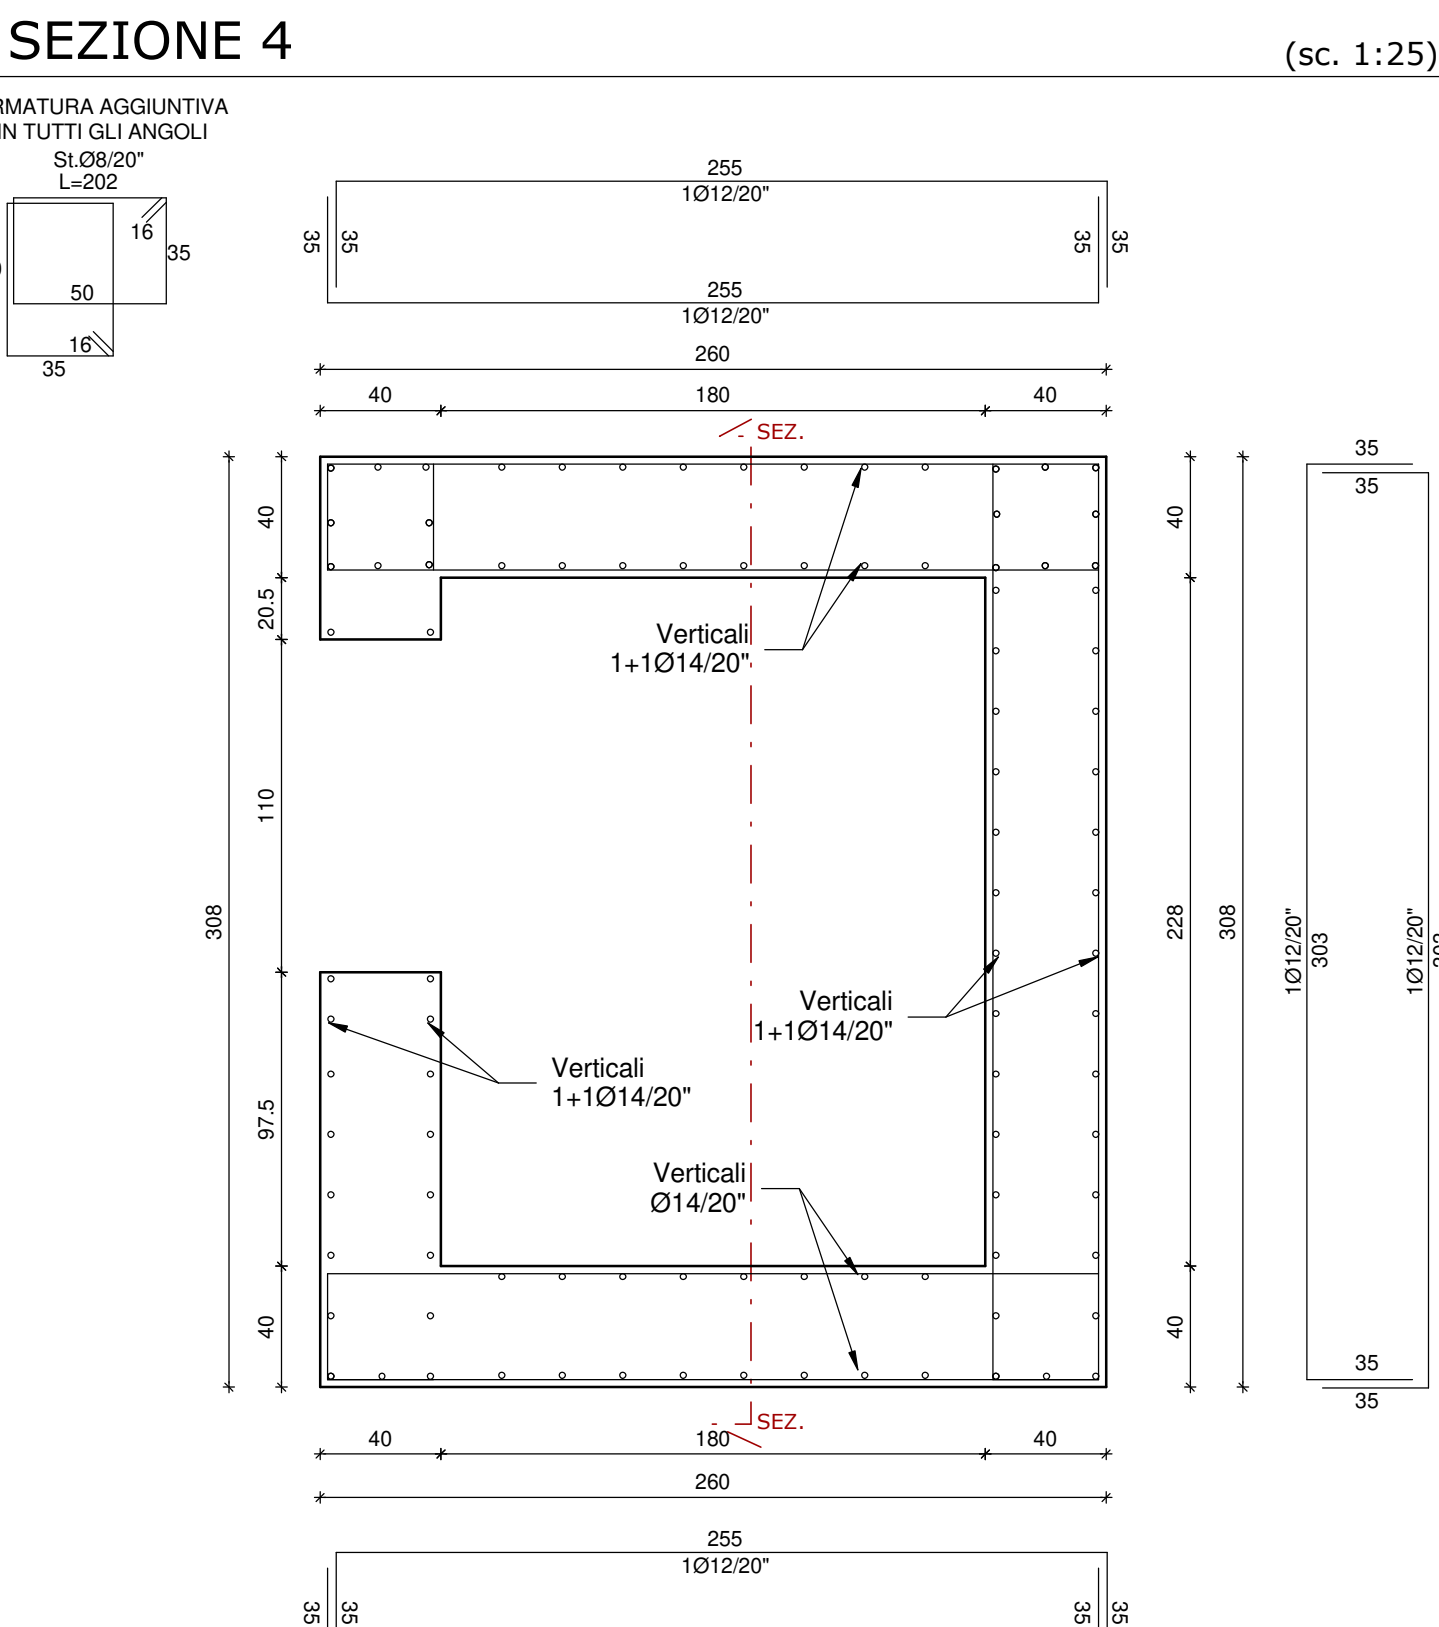 SEZIONE 4
(sc. 1:25)
RMATURA AGGIUNTIVA
IN TUTTI GLI ANGOLI
St.Ø8/20"
L=202
16
35
50
16
35
255
1Ø12/20"
35
35
35
35
255
1Ø12/20"
260
40
180
40
SEZ.
308
40
20.5
110
97.5
40
Verticali
1+1Ø14/20"
Verticali
1+1Ø14/20"
Verticali
1+1Ø14/20"
Verticali
Ø14/20"
40
228
40
308
35
35
1Ø12/20"
303
1Ø12/20"
35
35
SEZ.
40
180
40
260
255
1Ø12/20"
35
35
35
35